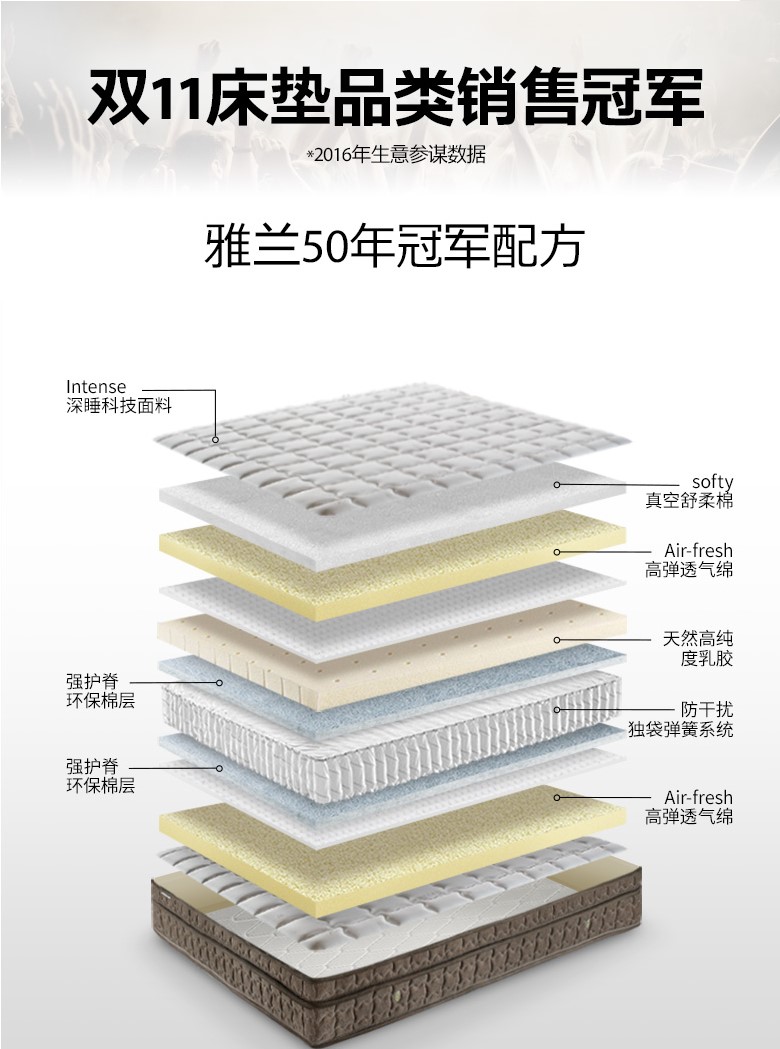 双11床垫品类销售冠军
*2016年生意参谋数据
雅兰50年冠军配方
Intense
深睡科技面料
softy
真空舒柔棉
Air-fresh
高弹透气绵
天然高纯
度乳胶
强护脊
环保棉层
防干扰
独袋弹簧系统
强护脊
环保棉层
Air-fresh
高弹透气绵